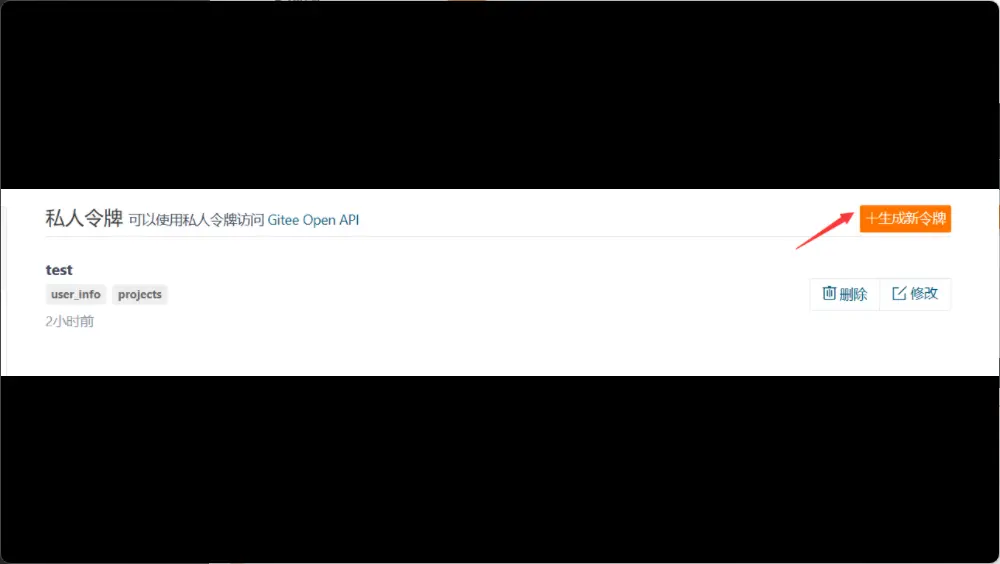 私人令牌 可以使用私人令牌访问 Gitee Open API
+生成新令牌
test
user_info projects
删除 修改
2小时前